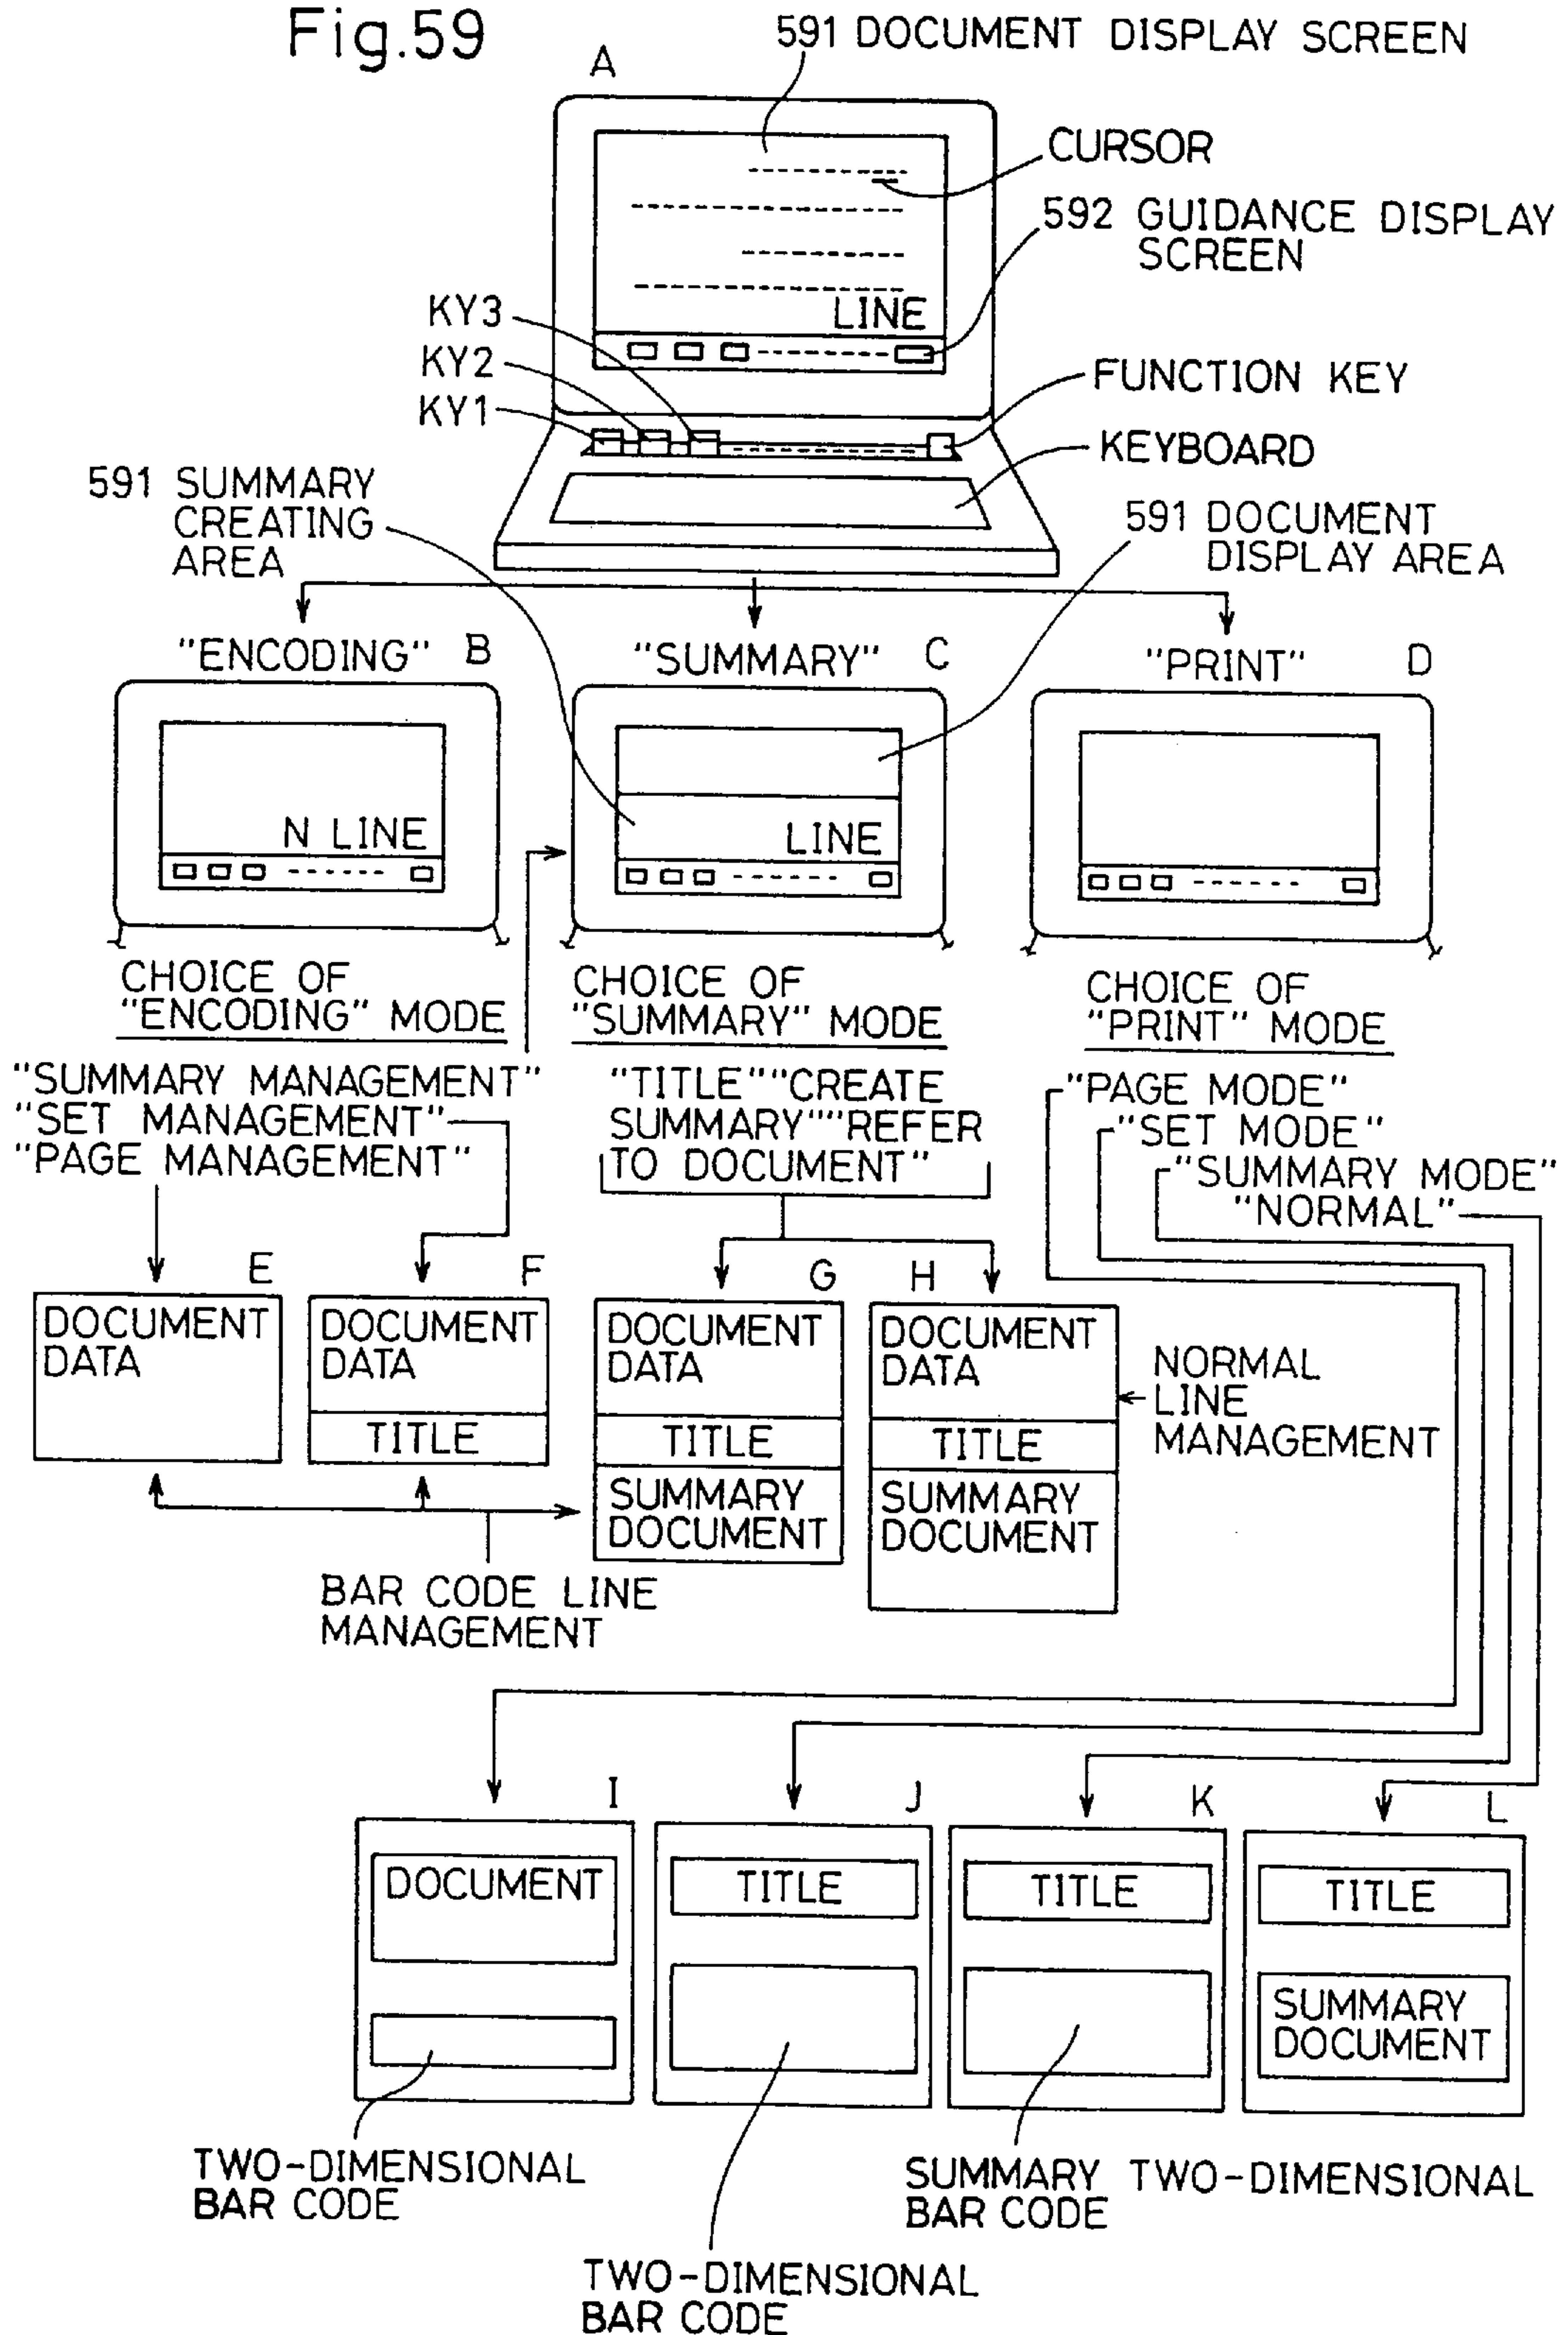 Fig.59
A
591 DOCUMENT DISPLAY SCREEN
CURSOR
592 GUIDANCE DISPLAY
SCREEN
LINE
KY3
KY2
KY1
FUNCTION KEY
KEYBOARD
591 SUMMARY
CREATING
AREA
591 DOCUMENT
DISPLAY AREA
"ENCODING" B
"SUMMARY" C
"PRINT" D
N LINE
LINE
CHOICE OF
"ENCODING" MODE
CHOICE OF
"SUMMARY" MODE
CHOICE OF
"PRINT" MODE
"SUMMARY MANAGEMENT"
"SET MANAGEMENT"
"PAGE MANAGEMENT"
"TITLE" "CREATE
SUMMARY" "REFER
TO DOCUMENT"
"PAGE MODE"
"SET MODE"
"SUMMARY MODE"
"NORMAL"
E
DOCUMENT
DATA
F
DOCUMENT
DATA
TITLE
G
DOCUMENT
DATA
TITLE
SUMMARY
DOCUMENT
H
DOCUMENT
DATA
TITLE
SUMMARY
DOCUMENT
NORMAL
LINE
MANAGEMENT
BAR CODE LINE
MANAGEMENT
I
DOCUMENT
J
TITLE
K
TITLE
L
TITLE
SUMMARY
DOCUMENT
TWO-DIMENSIONAL
BAR CODE
TWO-DIMENSIONAL
BAR CODE
SUMMARY TWO-DIMENSIONAL
BAR CODE